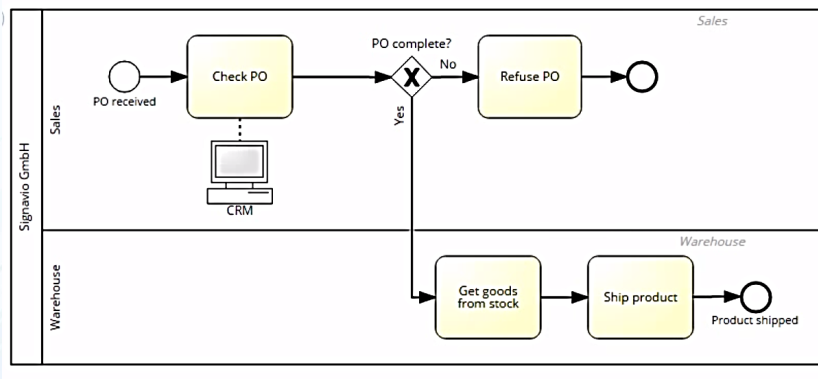 Sales
Signavio GmbH
Sales
PO received
Check PO
CRM
PO complete?
No
Yes
Refuse PO
Warehouse
Warehouse
Get goods
from stock
Ship product
Product shipped